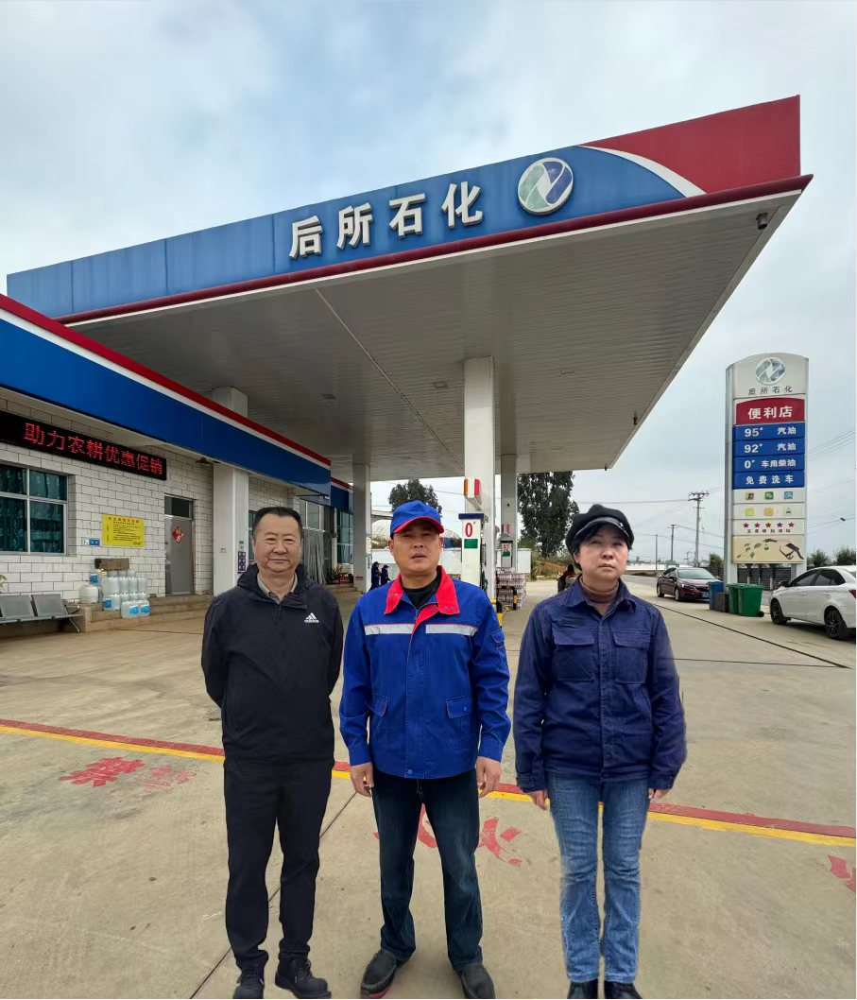 后所石化
后所石化
便利店
95# 汽油
92# 汽油
0# 车用柴油
免费洗车
助力农耕优惠促销
0#
adidas